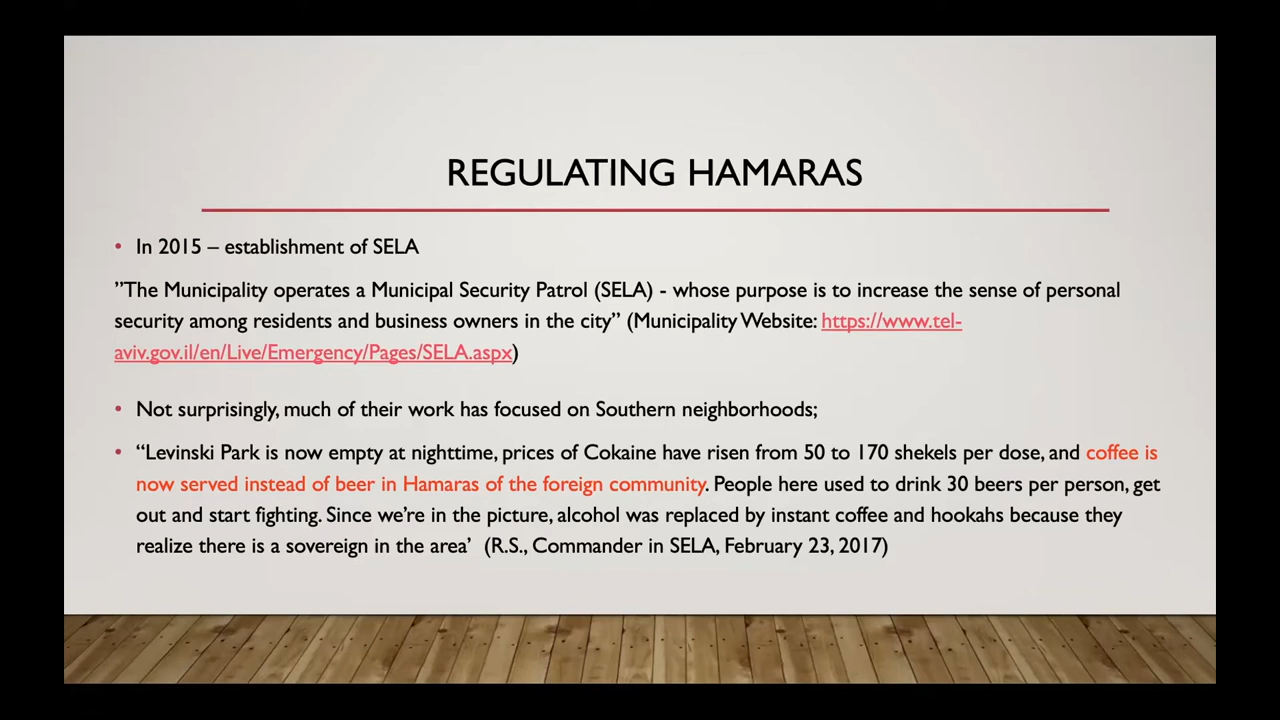 REGULATING HAMARAS
• In 2015 – establishment of SELA
”The Municipality operates a Municipal Security Patrol (SELA) - whose purpose is to increase the sense of personal
security among residents and business owners in the city” (Municipality Website: https://www.tel-
aviv.gov.il/en/Live/Emergency/Pages/SELA.aspx)
• Not surprisingly, much of their work has focused on Southern neighborhoods;
• “Levinski Park is now empty at nighttime, prices of Cokaine have risen from 50 to 170 shekels per dose, and coffee is
now served instead of beer in Hamaras of the foreign community. People here used to drink 30 beers per person, get
out and start fighting. Since we’re in the picture, alcohol was replaced by instant coffee and hookahs because they
realize there is a sovereign in the area’ (R.S., Commander in SELA, February 23, 2017)